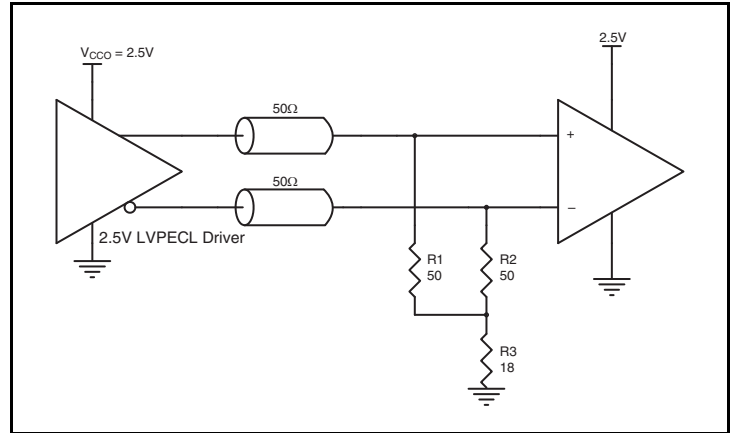 V_CCO = 2.5V
2.5V
50Ω
+
50Ω
−
2.5V LVPECL Driver
R1
50
R2
50
R3
18